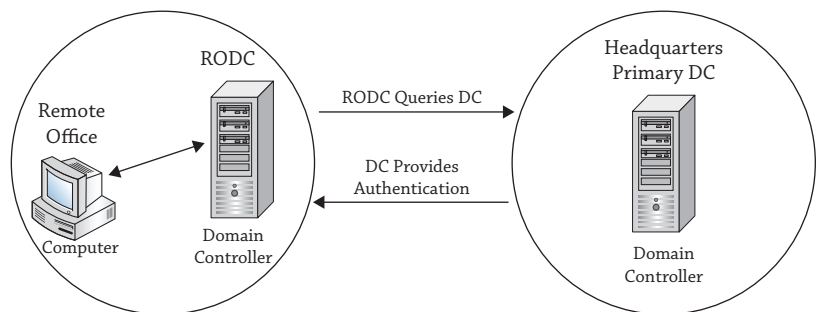 RODC
Remote
Office
Computer
Domain
Controller
RODC Queries DC
DC Provides
Authentication
Headquarters
Primary DC
Domain
Controller